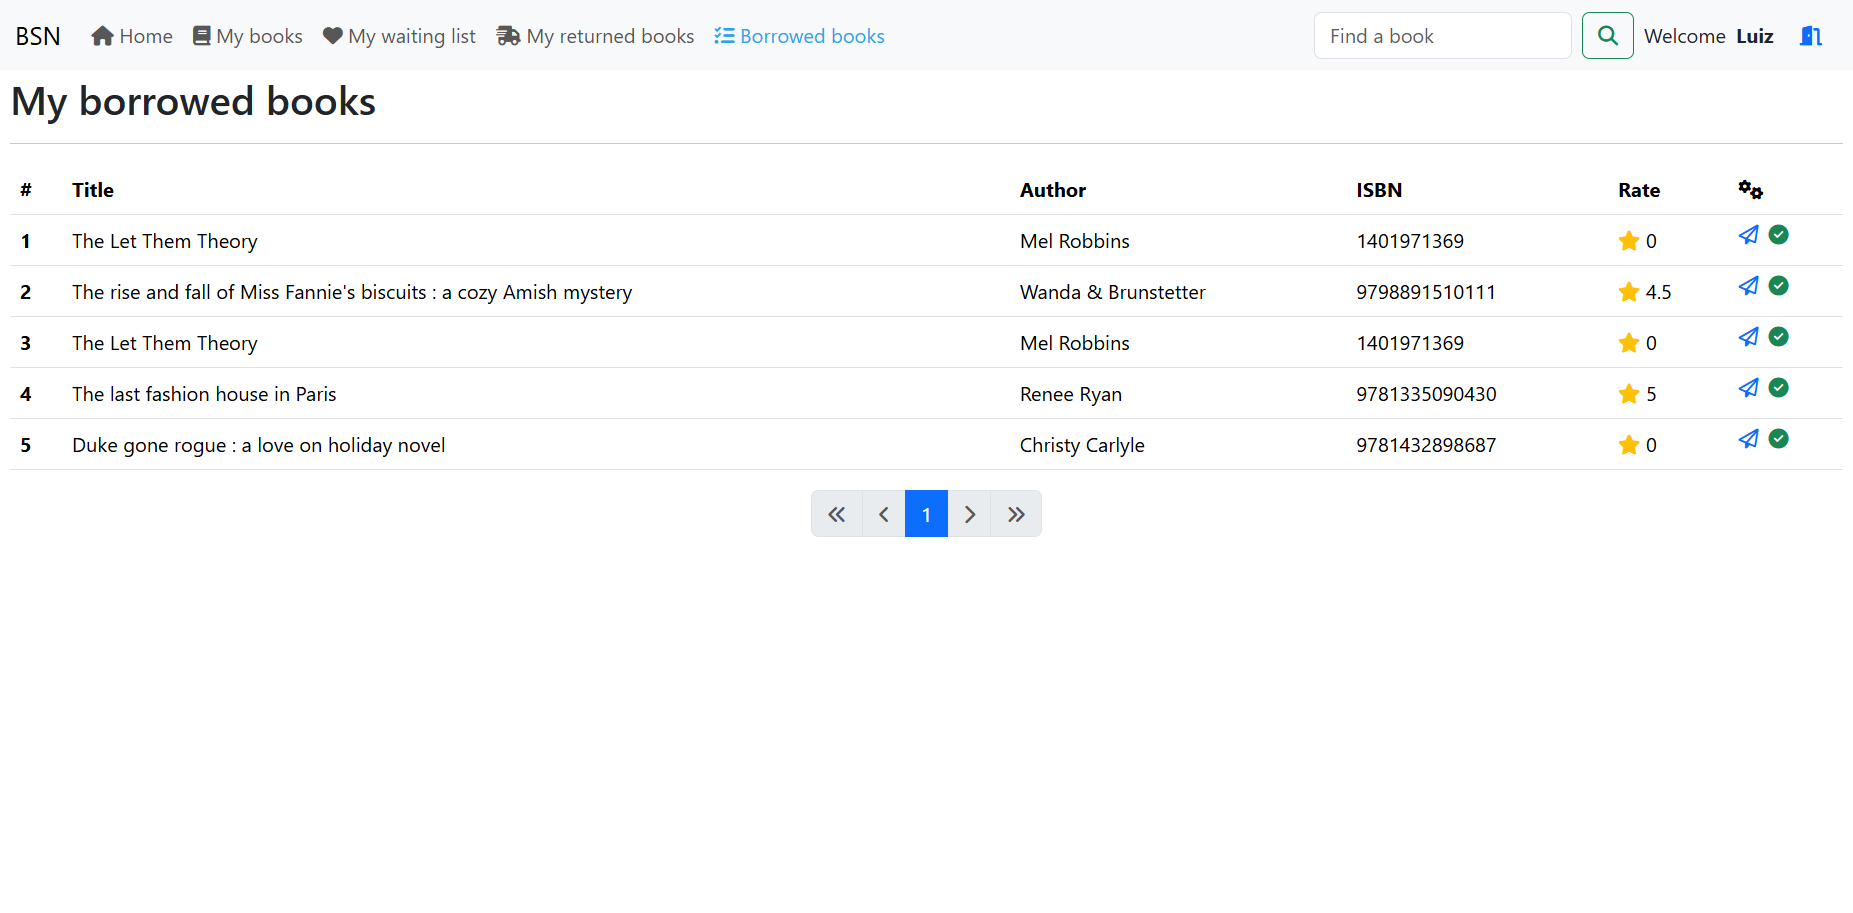 BSN Home My books My waiting list My returned books Borrowed books Find a book Welcome Luiz
My borrowed books
# Title Author ISBN Rate
1 The Let Them Theory Mel Robbins 1401971369 0
2 The rise and fall of Miss Fannie's biscuits : a cozy Amish mystery Wanda & Brunstetter 9798891510111 4.5
3 The Let Them Theory Mel Robbins 1401971369 0
4 The last fashion house in Paris Renee Ryan 9781335090430 5
5 Duke gone rogue : a love on holiday novel Christy Carlyle 9781432898687 0
1